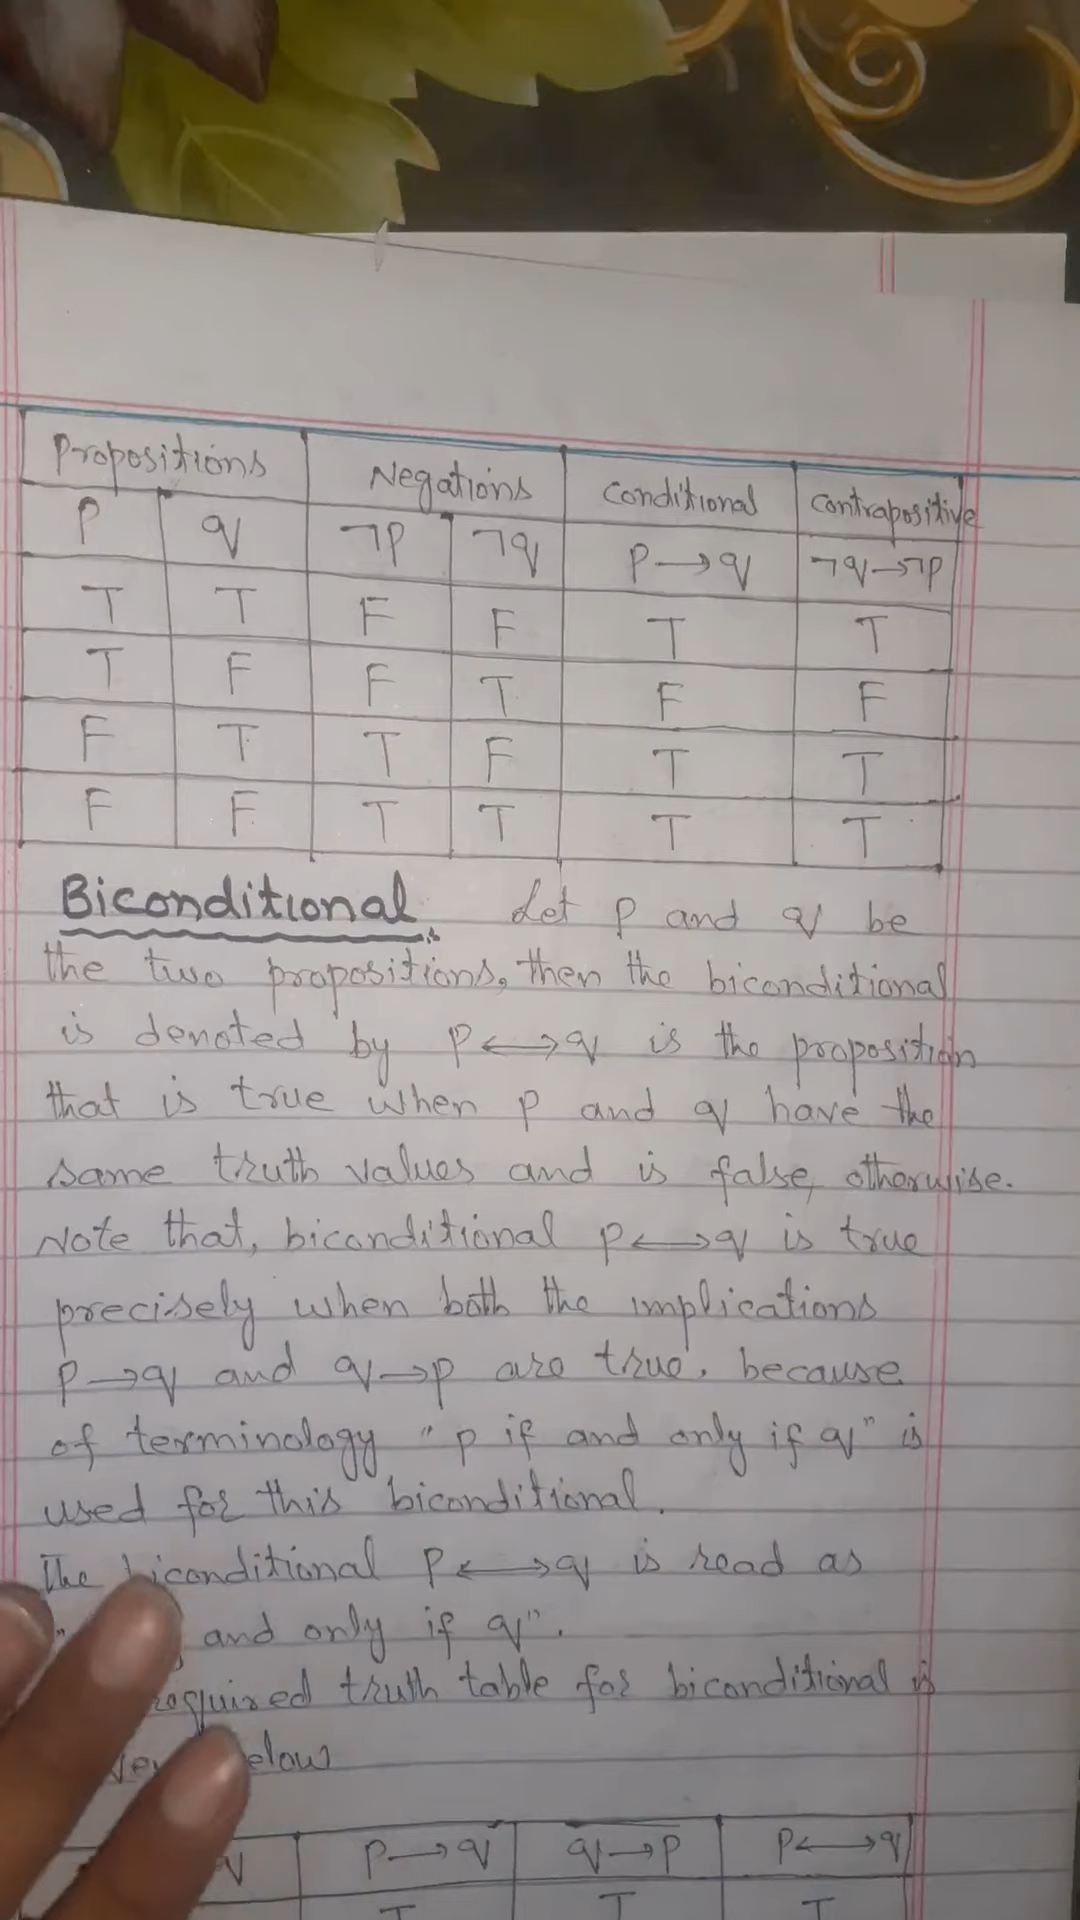 Propositions Negations Conditional Contrapositive
P q ¬P ¬q P→q ¬q→¬P
T T F F T T
T F F T F F
F T T F T T
F F T T T T
Biconditional Let p and q be
the two propositions, then the biconditional
is denoted by P↔q is the proposition
that is true when p and q have the
same truth values and is false, otherwise.
Note that, biconditional P↔q is true
precisely when both the implications
P→q and q→p are true. because
of terminology "p if and only if q" is
used for this biconditional.
The biconditional P↔q is read as
and only if q".
required truth table for biconditional is
q P→q q→P P↔q
T T T